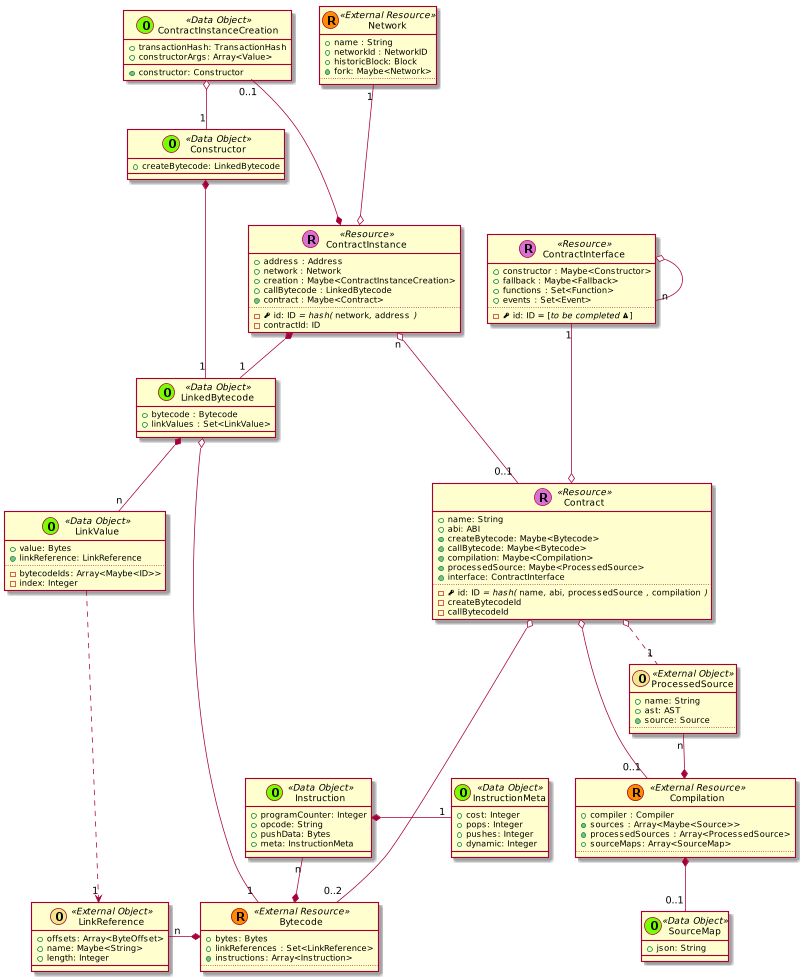 O «Data Object»
ContractInstanceCreation
transactionHash: TransactionHash
constructorArgs: Array<Value>
constructor: Constructor
R «External Resource»
Network
name : String
networkId : NetworkID
historicBlock: Block
fork: Maybe<Network>
0..1
1
1
O «Data Object»
Constructor
createBytecode: LinkedBytecode
R «Resource»
ContractInstance
address : Address
network : Network
creation : Maybe<ContractInstanceCreation>
callBytecode : LinkedBytecode
contract : Maybe<Contract>
id: ID = hash( network, address )
contractId: ID
R «Resource»
ContractInterface
constructor : Maybe<Constructor>
fallback : Maybe<Fallback>
functions : Set<Function>
events : Set<Event>
id: ID = [to be completed ]
n
n
1
1
1
O «Data Object»
LinkedBytecode
bytecode : Bytecode
linkValues : Set<LinkValue>
n
0..1
O «Data Object»
LinkValue
value: Bytes
linkReference: LinkReference
bytecodeIds: Array<Maybe<ID>>
index: Integer
R «Resource»
Contract
name: String
abi: ABI
createBytecode: Maybe<Bytecode>
callBytecode: Maybe<Bytecode>
compilation: Maybe<Compilation>
processedSource: Maybe<ProcessedSource>
interface: ContractInterface
id: ID = hash( name, abi, processedSource , compilation )
createBytecodeId
callBytecodeId
1
O «External Object»
ProcessedSource
name: String
ast: AST
source: Source
n
0..1
O «Data Object»
Instruction
programCounter: Integer
opcode: String
pushData: Bytes
meta: InstructionMeta
1
O «Data Object»
InstructionMeta
cost: Integer
pops: Integer
pushes: Integer
dynamic: Integer
R «External Resource»
Compilation
compiler : Compiler
sources : Array<Maybe<Source>>
processedSources : Array<ProcessedSource>
sourceMaps: Array<SourceMap>
n
1
1
0..2
0..1
O «External Object»
LinkReference
offsets: Array<ByteOffset>
name: Maybe<String>
length: Integer
n
R «External Resource»
Bytecode
bytes: Bytes
linkReferences : Set<LinkReference>
instructions: Array<Instruction>
O «Data Object»
SourceMap
json: String